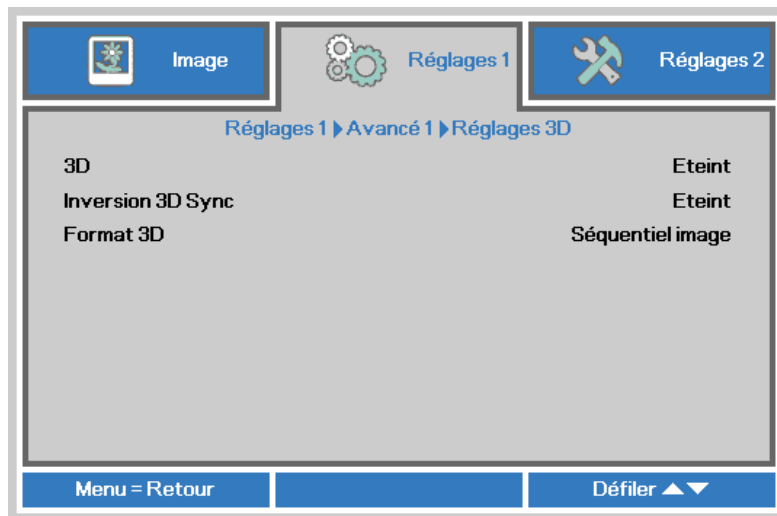 Image
Réglages 1
Réglages 2
Réglages 1 ▶ Avancé 1 ▶ Réglages 3D
3D Eteint
Inversion 3D Sync Eteint
Format 3D Séquentiel image
Menu = Retour
Défiler ▲▼